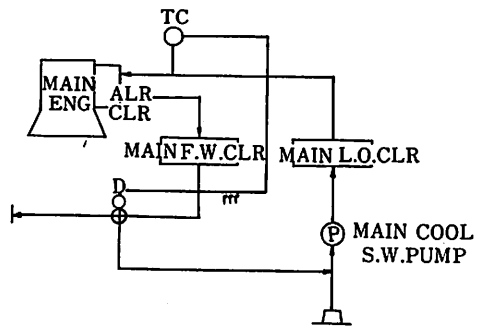 TC
MAIN
ENG
ALR
CLR
MAIN F.W.CLR
MAIN L.O.CLR
D
P
MAIN COOL
S.W.PUMP